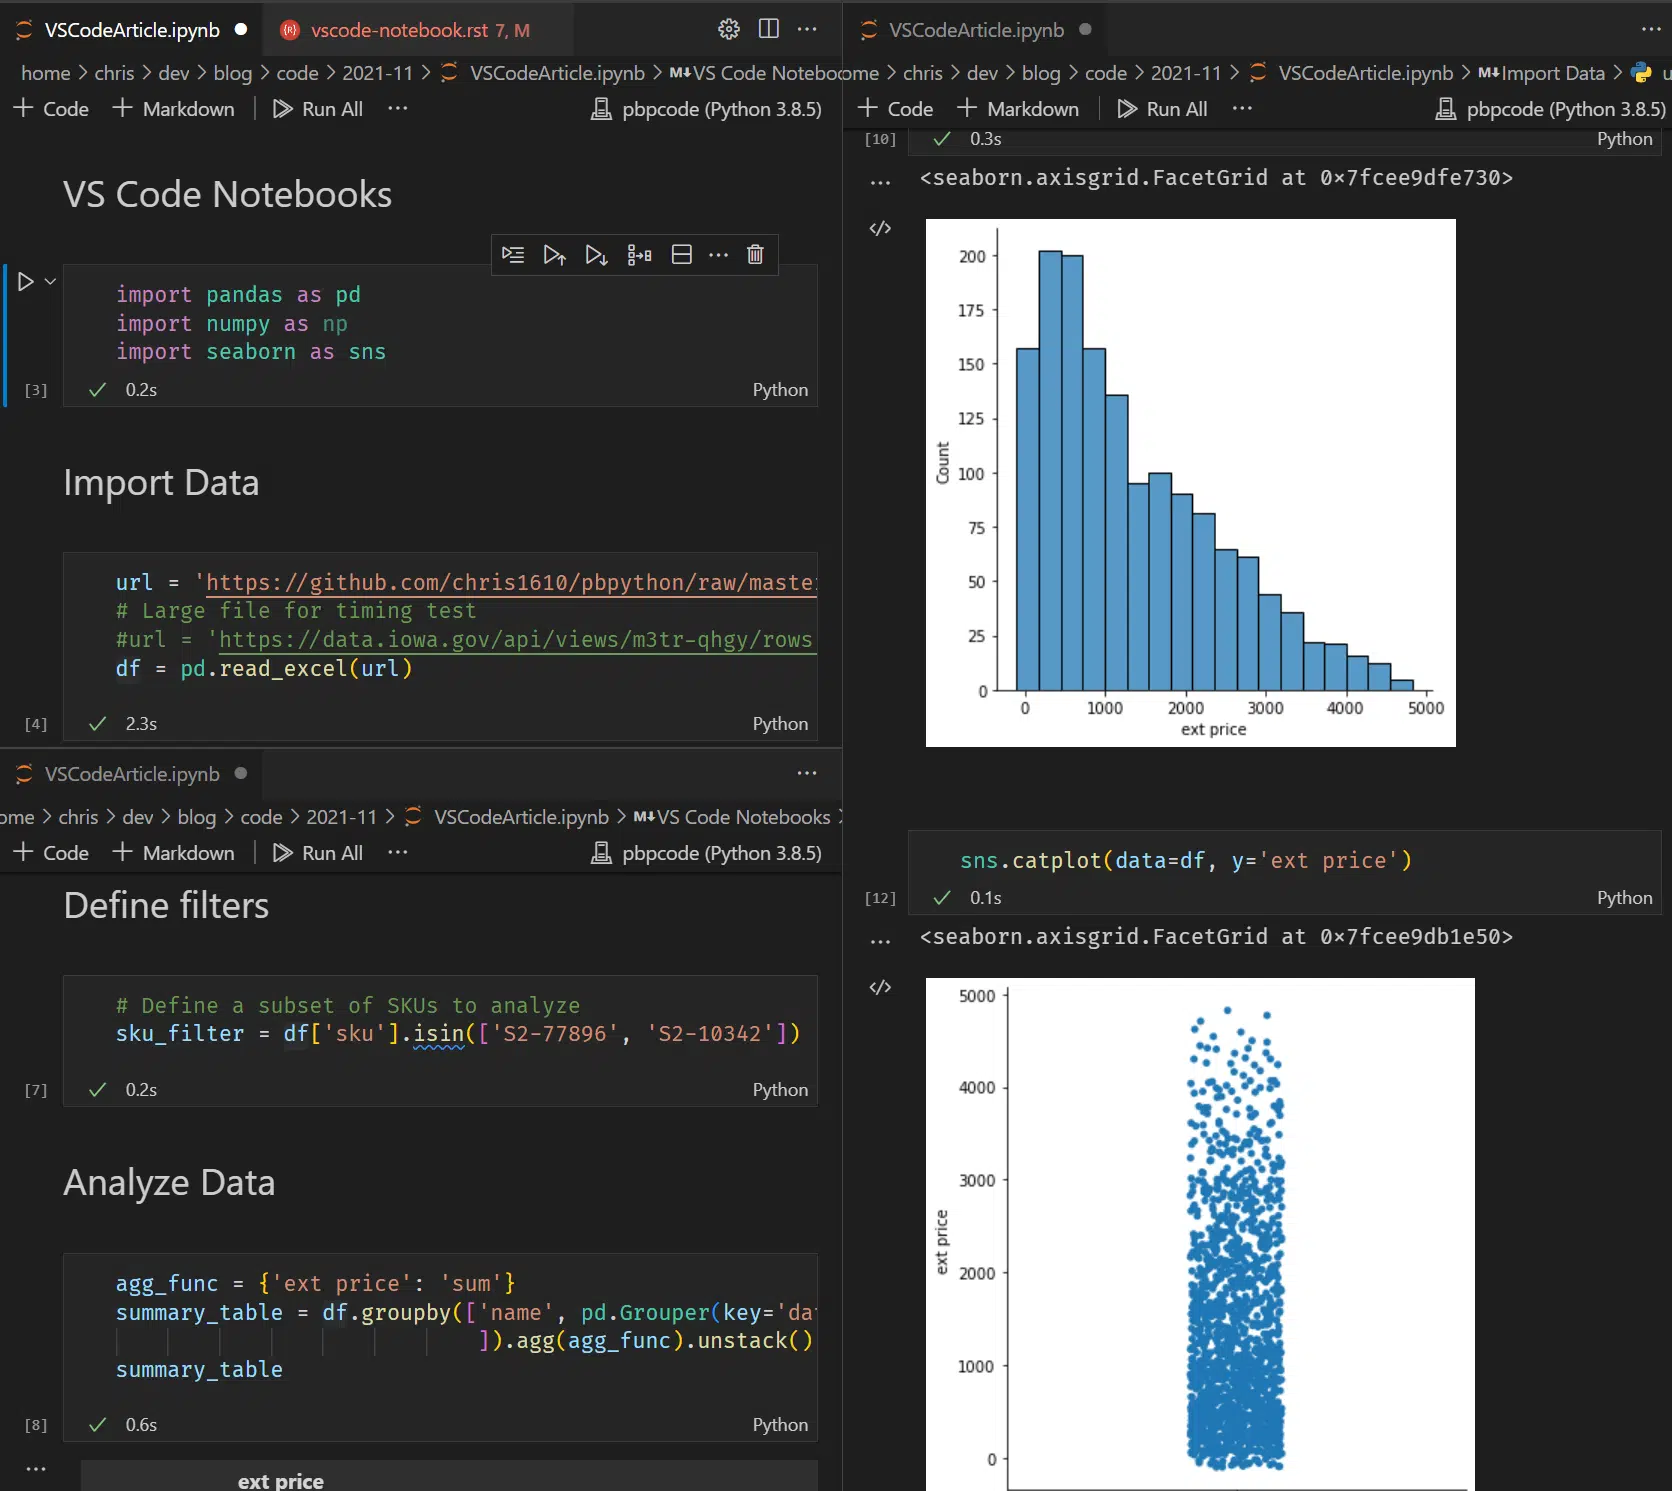 VSCodeArticle.ipynb
vscode-notebook.rst 7, M
home > chris > dev > blog > code > 2021-11 > VSCodeArticle.ipynb > M↓VS Code Noteboo
+ Code + Markdown | Run All ··· pbpcode (Python 3.8.5)
VS Code Notebooks
import pandas as pd
import numpy as np
import seaborn as sns
[3] ✓ 0.2s Python
Import Data
url = 'https://github.com/chris1610/pbpython/raw/master
# Large file for timing test
#url = 'https://data.iowa.gov/api/views/m3tr-qhgy/rows
df = pd.read_excel(url)
[4] ✓ 2.3s Python
VSCodeArticle.ipynb ···
ome > chris > dev > blog > code > 2021-11 > VSCodeArticle.ipynb > M↓VS Code Notebooks >
+ Code + Markdown | Run All ··· pbpcode (Python 3.8.5)
Define filters
# Define a subset of SKUs to analyze
sku_filter = df['sku'].isin(['S2-77896', 'S2-10342'])
[7] ✓ 0.2s Python
Analyze Data
agg_func = {'ext price': 'sum'}
summary_table = df.groupby(['name', pd.Grouper(key='da
]).agg(agg_func).unstack()
summary_table
[8] ✓ 0.6s Python
···
ext price
VSCodeArticle.ipynb ···
ome > chris > dev > blog > code > 2021-11 > VSCodeArticle.ipynb > M↓Import Data > u
+ Code + Markdown | Run All ··· pbpcode (Python 3.8.5)
[10] ✓ 0.3s Python
··· <seaborn.axisgrid.FacetGrid at 0x7fcee9dfe730>
</>
200
175
150
125
100
75
50
25
0
Count
0 1000 2000 3000 4000 5000
ext price
sns.catplot(data=df, y='ext price')
[12] ✓ 0.1s Python
··· <seaborn.axisgrid.FacetGrid at 0x7fcee9db1e50>
</>
5000
4000
3000
2000
1000
0
ext price